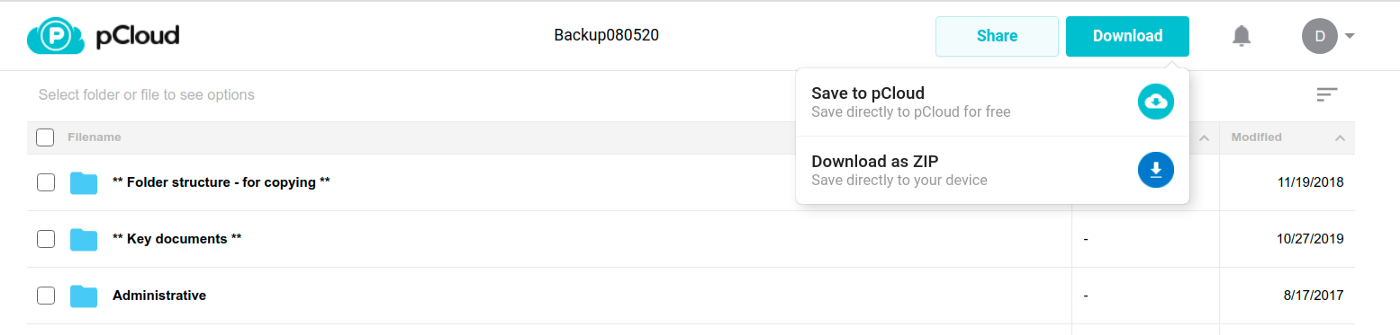 pCloud
Backup080520
Share
Download
D
Select folder or file to see options
Save to pCloud
Save directly to pCloud for free
Download as ZIP
Save directly to your device
Filename
Modified
** Folder structure - for copying **
11/19/2018
** Key documents **
-
10/27/2019
Administrative
-
8/17/2017